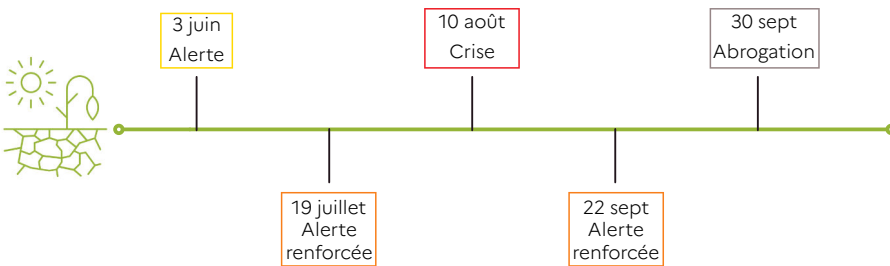 3 juin
Alerte
10 août
Crise
30 sept
Abrogation
19 juillet
Alerte
renforcée
22 sept
Alerte
renforcée